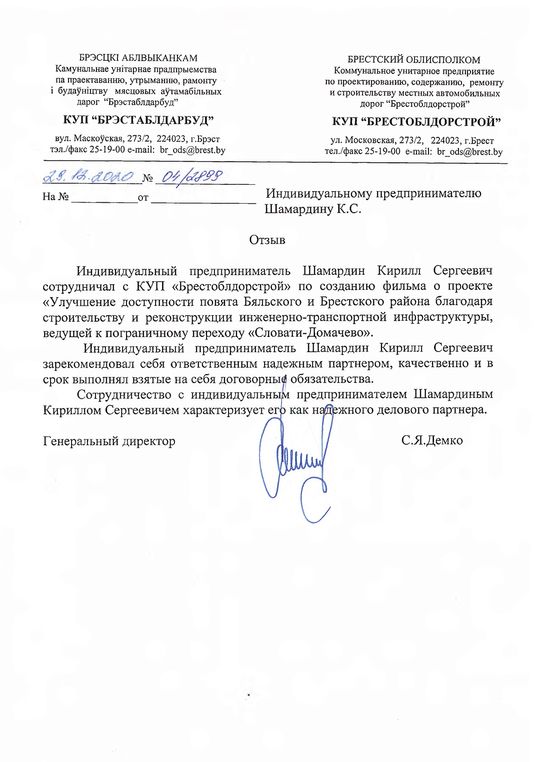 БРЭСЦКІ АБЛВЫКАНКАМ
Камунальнае унітарнае прадпрыемства
па праектаванню, утрыманню, рамонту
і будаўніцтву мясцовых аўтамабільных
дарог "Брэстаблдарбуд"
КУП "БРЭСТАБЛДАРБУД"
вул. Маскоўская, 273/2, 224023, г.Брэст
тэл./факс 25-19-00 e-mail: br_ods@brest.by
БРЕСТСКИЙ ОБЛИСПОЛКОМ
Коммунальное унитарное предприятие
по проектированию, содержанию, ремонту
и строительству местных автомобильных
дорог "Брестоблдорстрой"
КУП "БРЕСТОБЛДОРСТРОЙ"
ул. Московская, 273/2, 224023, г.Брест
тел./факс 25-19-00 e-mail: br_ods@brest.by
29.12.2020 № 04/2899
На № от
Индивидуальному предпринимателю
Шамардину К.С.
Отзыв
Индивидуальный предприниматель Шамардин Кирилл Сергеевич
сотрудничал с КУП «Брестоблдорстрой» по созданию фильма о проекте
«Улучшение доступности повята Бяльского и Брестского района благодаря
строительству и реконструкции инженерно-транспортной инфраструктуры,
ведущей к пограничному переходу «Словати-Домачево».
Индивидуальный предприниматель Шамардин Кирилл Сергеевич
зарекомендовал себя ответственным надежным партнером, качественно и в
срок выполнял взятые на себя договорные обязательства.
Сотрудничество с индивидуальным предпринимателем Шамардиным
Кириллом Сергеевичем характеризует его как надежного делового партнера.
Генеральный директор
С.Я.Демко